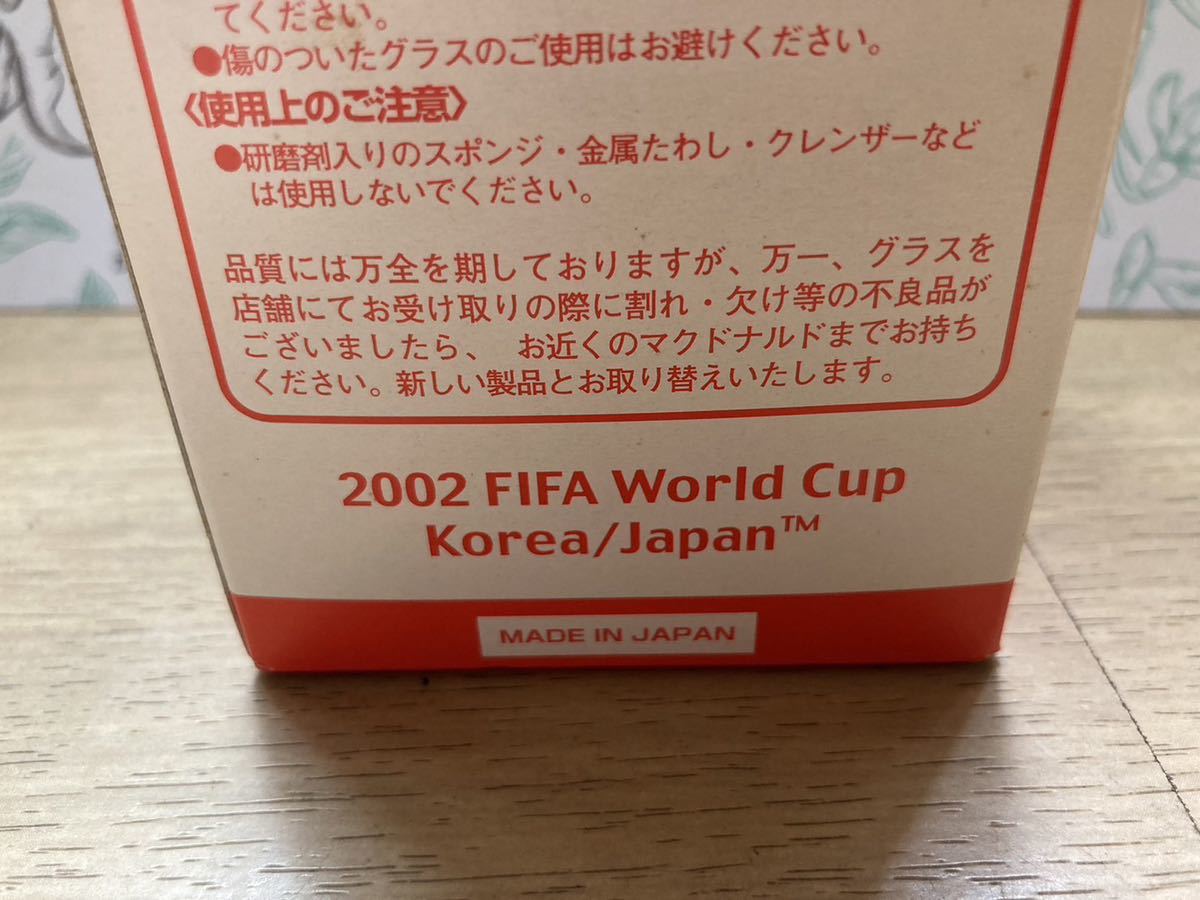 てください。
●傷のついたグラスのご使用はお避けください。
〈使用上のご注意〉
●研磨剤入りのスポンジ・金属たわし・クレンザーなど
は使用しないでください。
品質には万全を期しておりますが、万一、グラスを
店舗にてお受け取りの際に割れ・欠け等の不良品が
ございましたら、 お近くのマクドナルドまでお持ち
ください。新しい製品とお取り替えいたします。
2002 FIFA World Cup
Korea/Japan™
MADE IN JAPAN